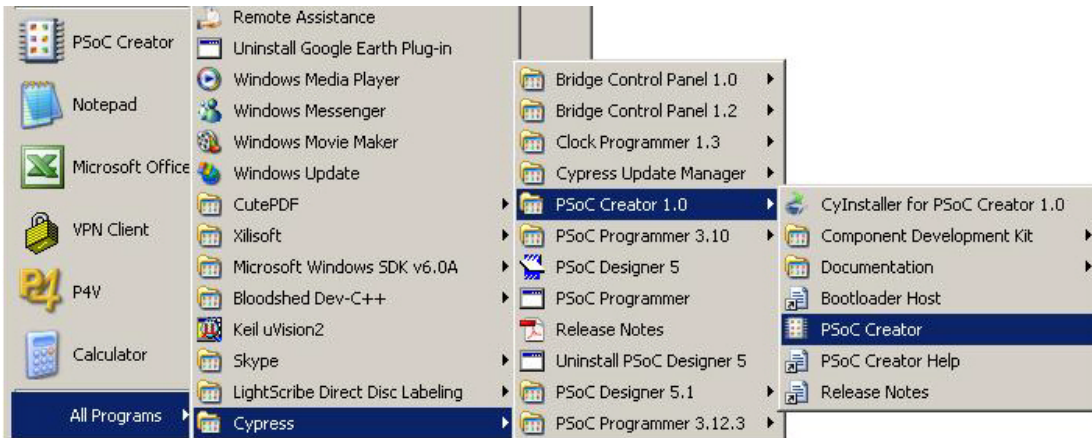 PSoC Creator
Notepad
Microsoft Office
VPN Client
P4V
Calculator
All Programs
Remote Assistance
Uninstall Google Earth Plug-in
Windows Media Player
Windows Messenger
Windows Movie Maker
Windows Update
CutePDF
Xilisoft
Microsoft Windows SDK v6.0A
Bloodshed Dev-C++
Keil uVision2
Skype
LightScribe Direct Disc Labeling
Cypress
Bridge Control Panel 1.0
Bridge Control Panel 1.2
Clock Programmer 1.3
Cypress Update Manager
PSoC Creator 1.0
PSoC Programmer 3.10
PSoC Designer 5
PSoC Programmer
Release Notes
Uninstall PSoC Designer 5
PSoC Designer 5.1
PSoC Programmer 3.12.3
CyInstaller for PSoC Creator 1.0
Component Development Kit
Documentation
Bootloader Host
PSoC Creator
PSoC Creator Help
Release Notes